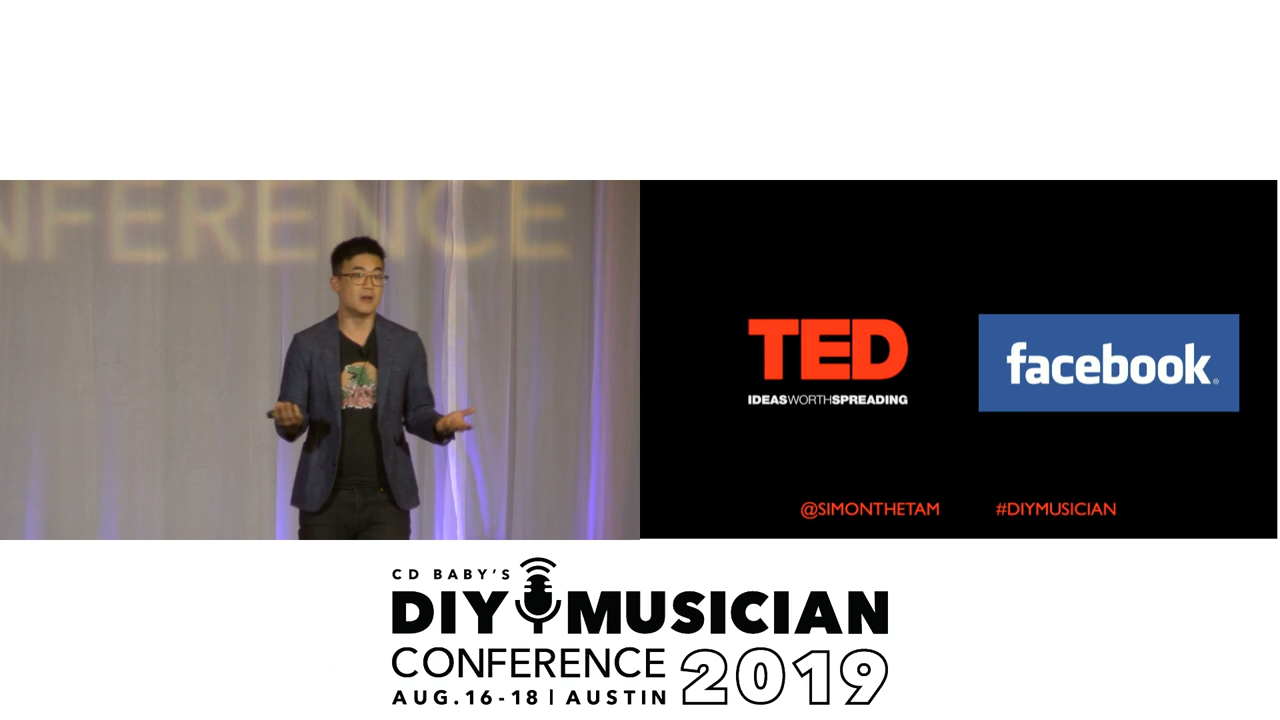 NFERENCE
TED
IDEASWORTHSPREADING
facebook®
@SIMONTHETAM #DIYMUSICIAN
CD BABY'S
DIY MUSICIAN
CONFERENCE 2019
AUG.16-18 | AUSTIN